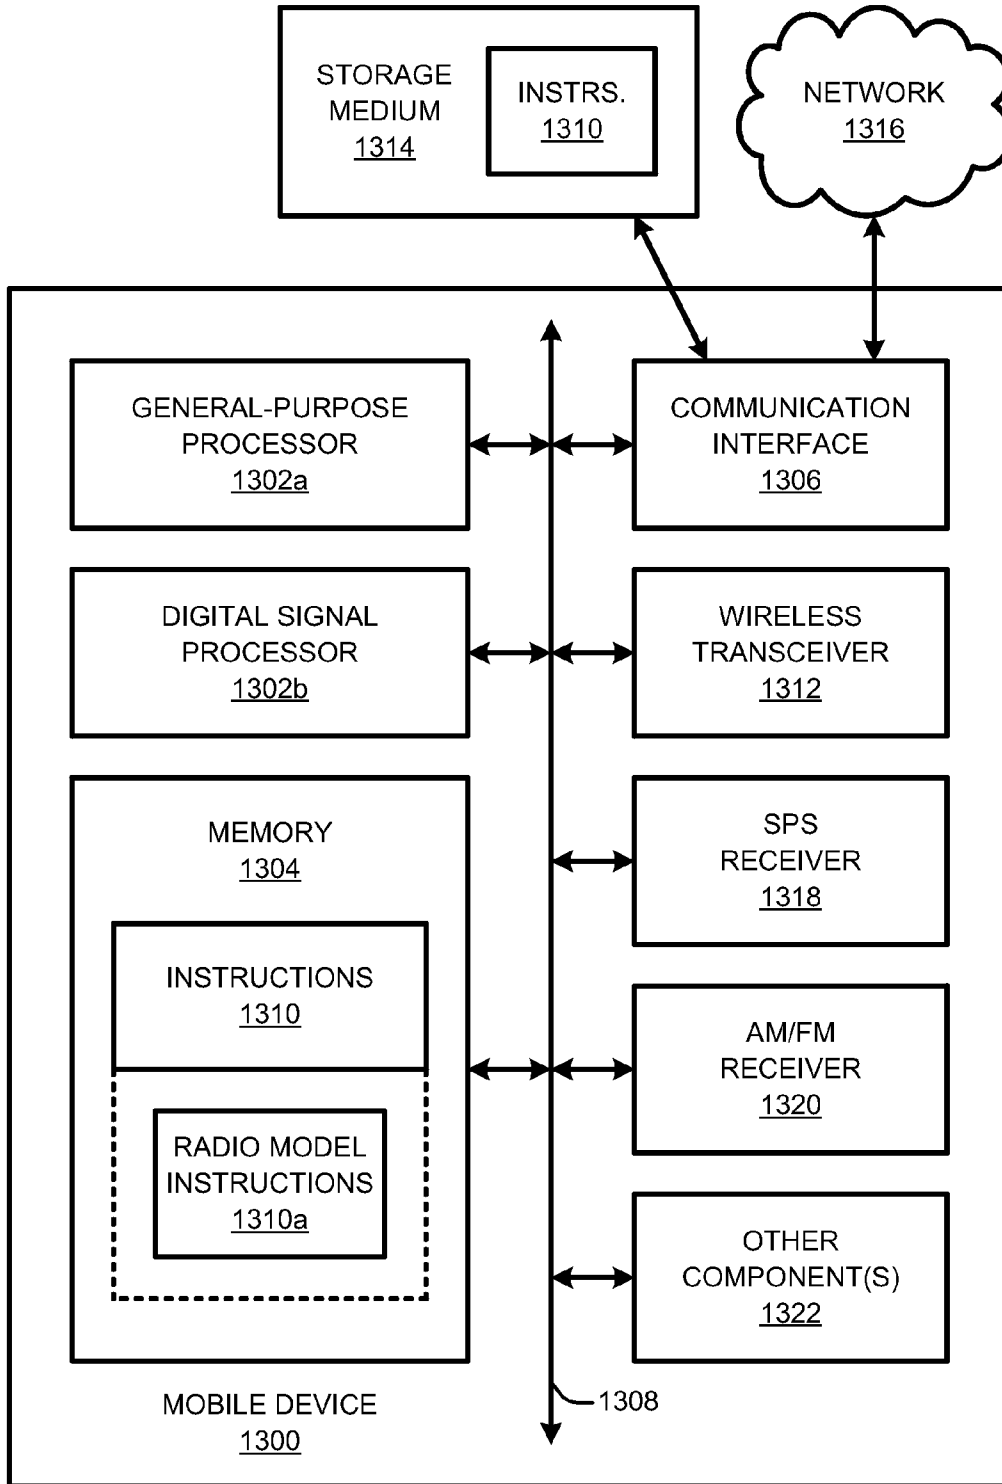 STORAGE
MEDIUM
1314
INSTRS.
1310
NETWORK
1316
GENERAL-PURPOSE
PROCESSOR
1302a
COMMUNICATION
INTERFACE
1306
DIGITAL SIGNAL
PROCESSOR
1302b
WIRELESS
TRANSCEIVER
1312
MEMORY
1304
INSTRUCTIONS
1310
RADIO MODEL
INSTRUCTIONS
1310a
SPS
RECEIVER
1318
AM/FM
RECEIVER
1320
OTHER
COMPONENT(S)
1322
1308
MOBILE DEVICE
1300